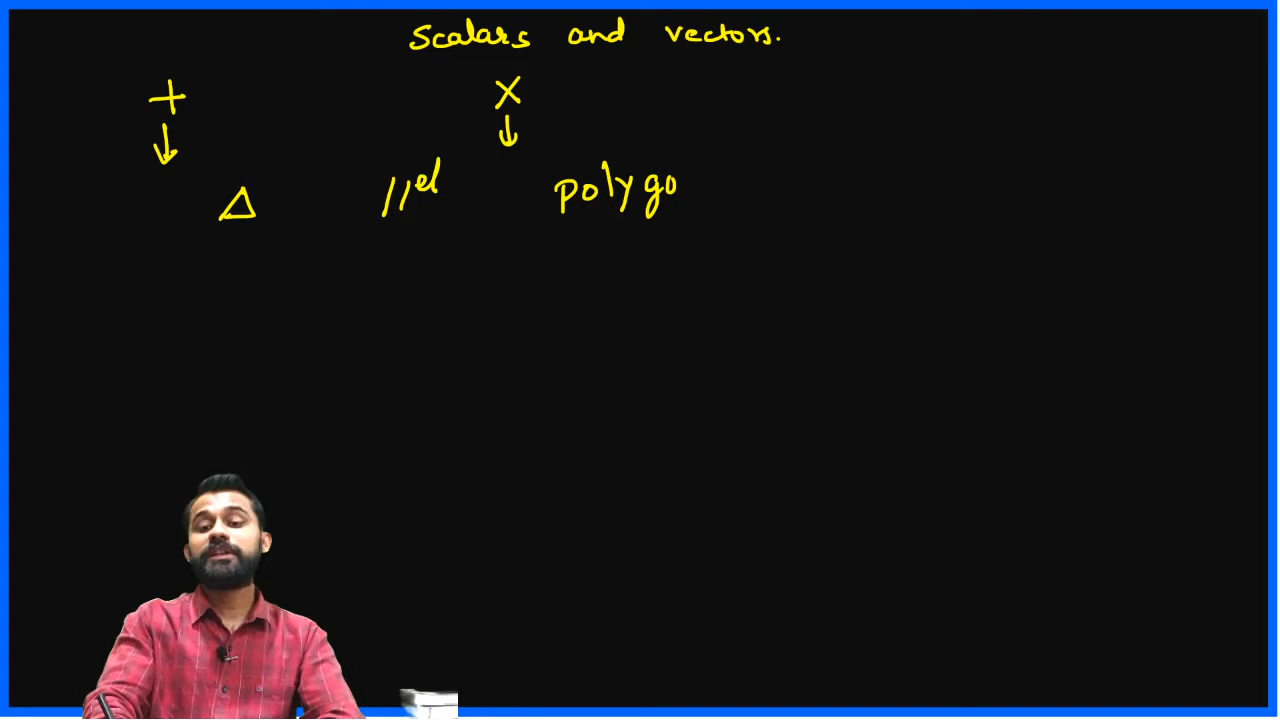 Scalars and vectors.
+ X
↓ ↓
Δ //el polygo